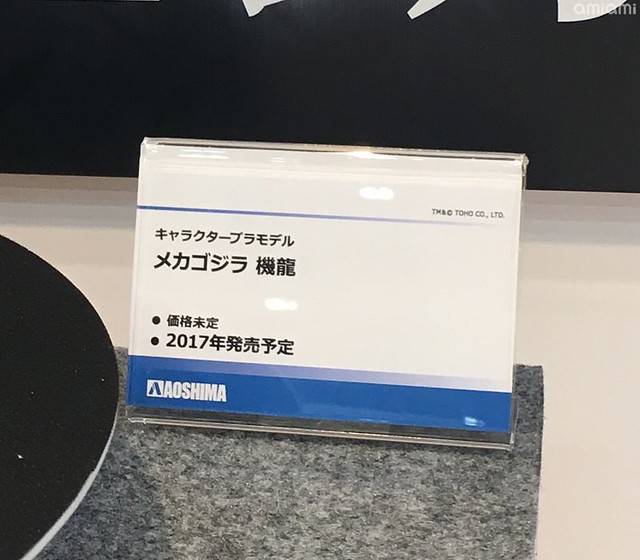 amiami
TM&© TOHO CO., LTD.
キャラクタープラモデル
メカゴジラ 機龍
● 価格未定
● 2017年発売予定
AOSHIMA